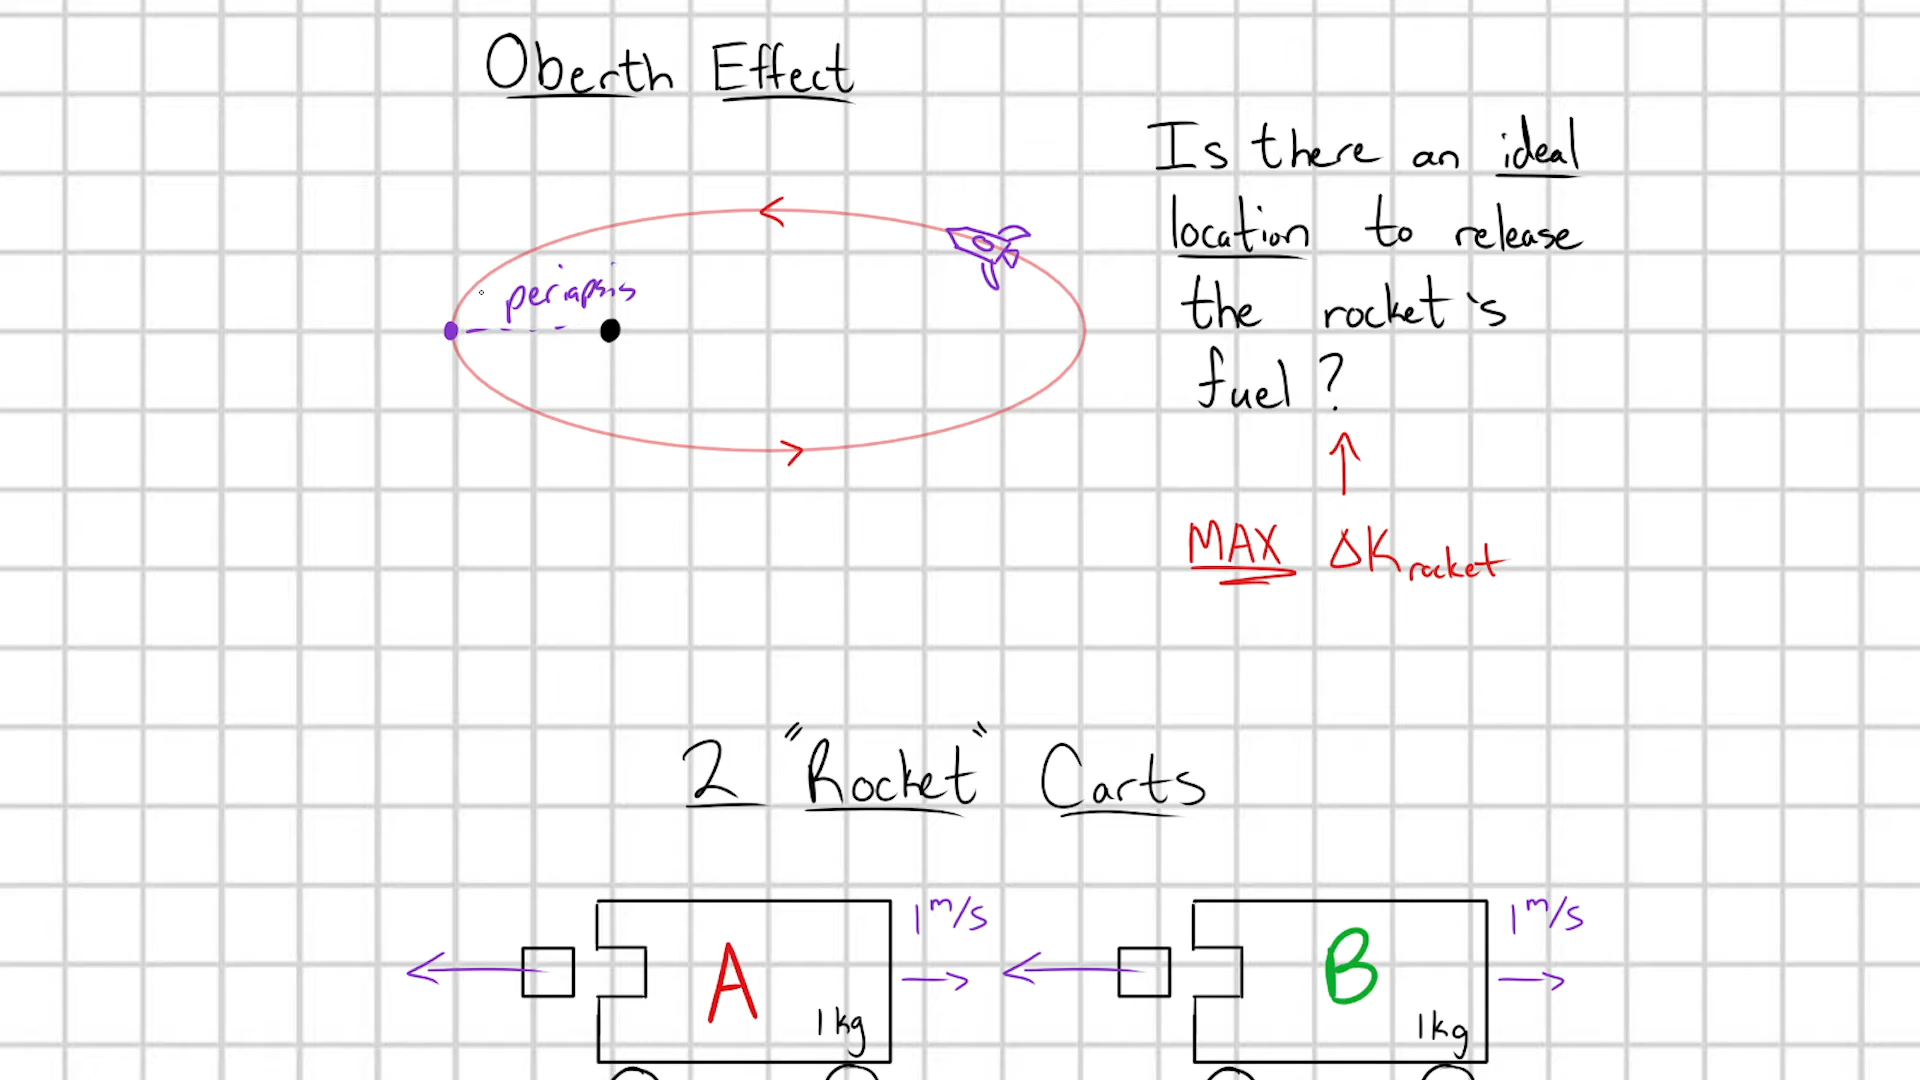 Oberth Effect
Is there an ideal
location to release
the rocket's
fuel?
periapsis
MAX ΔKrocket
2 "Rocket" Carts
1 m/s
A
1kg
1 m/s
B
1kg